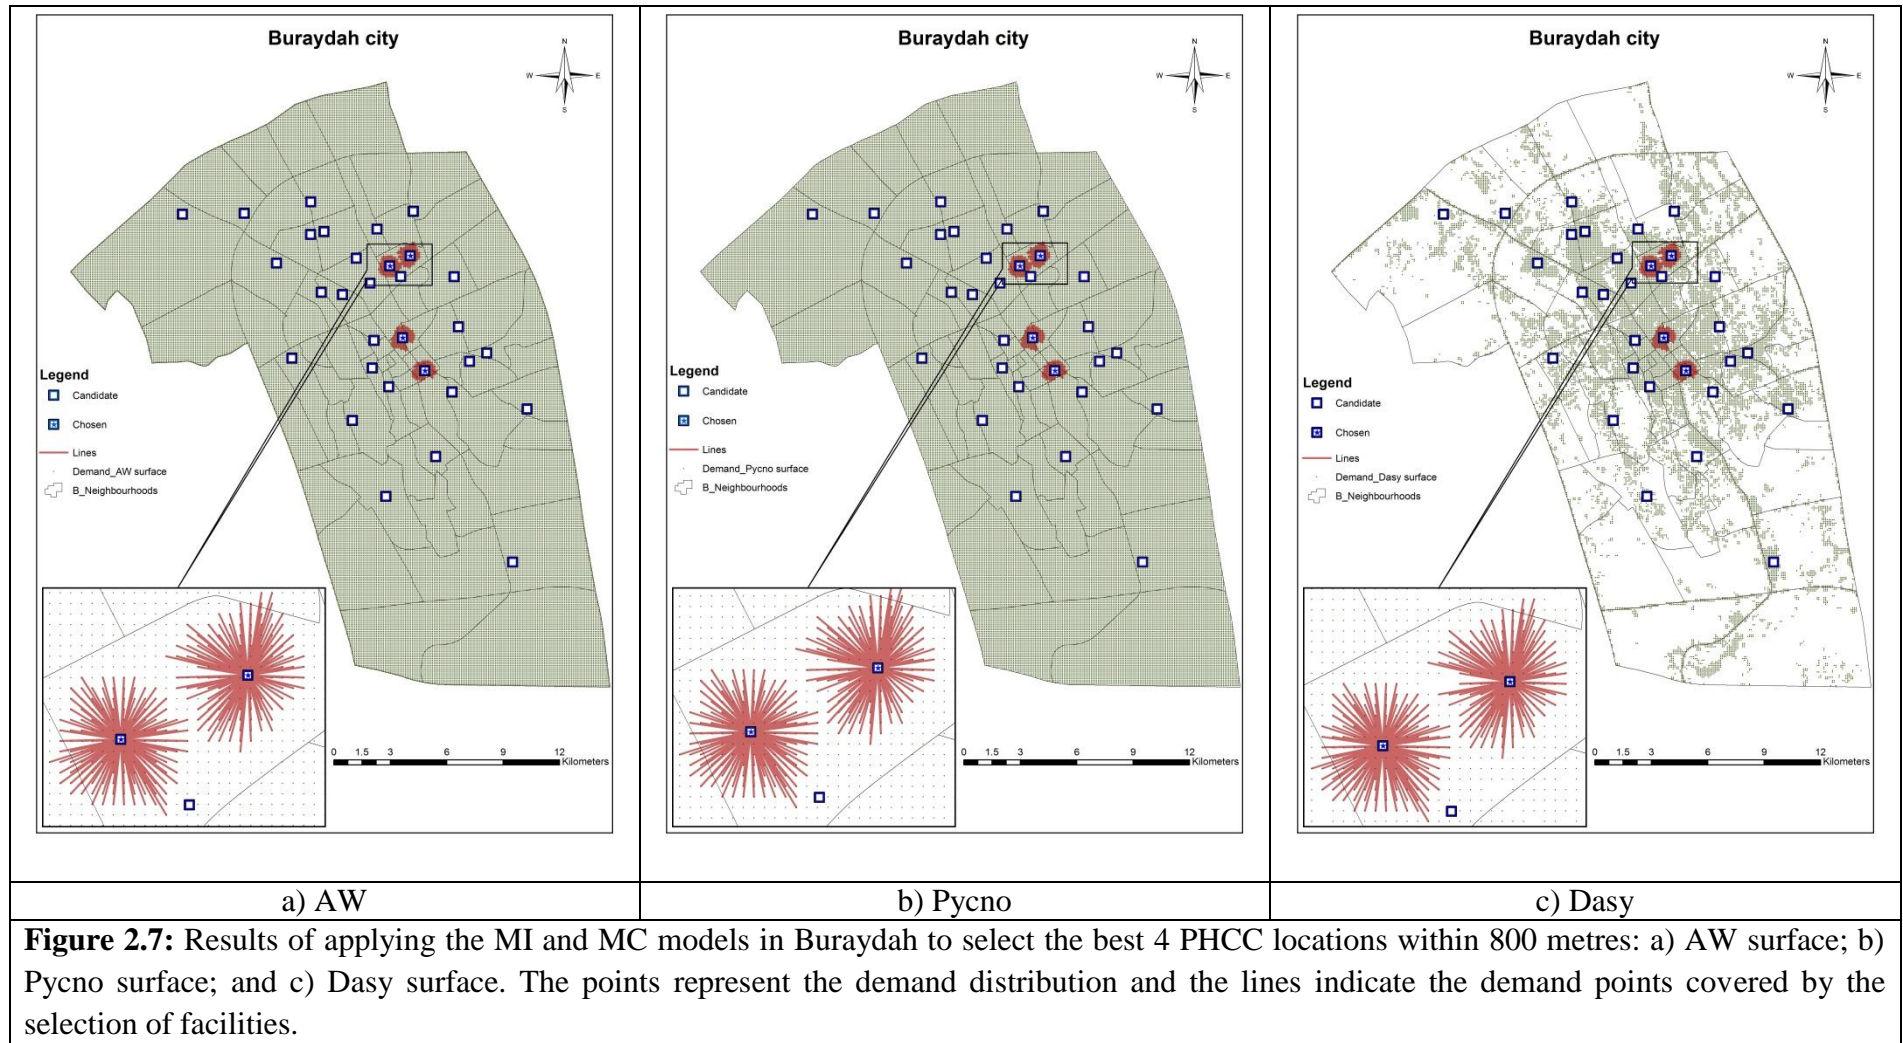 Buraydah city
N
W E
S
Legend
Candidate
Chosen
Lines
Demand_AW surface
B_Neighbourhoods
0 1.5 3 6 9 12
Kilometers
Buraydah city
N
W E
S
Legend
Candidate
Chosen
Lines
Demand_Pycno surface
B_Neighbourhoods
0 1.5 3 6 9 12
Kilometers
Buraydah city
N
W E
S
Legend
Candidate
Chosen
Lines
Demand_Dasy surface
B_Neighbourhoods
0 1.5 3 6 9 12
Kilometers
a) AW
b) Pycno
c) Dasy
Figure 2.7: Results of applying the MI and MC models in Buraydah to select the best 4 PHCC locations within 800 metres: a) AW surface; b)
Pycno surface; and c) Dasy surface. The points represent the demand distribution and the lines indicate the demand points covered by the
selection of facilities.